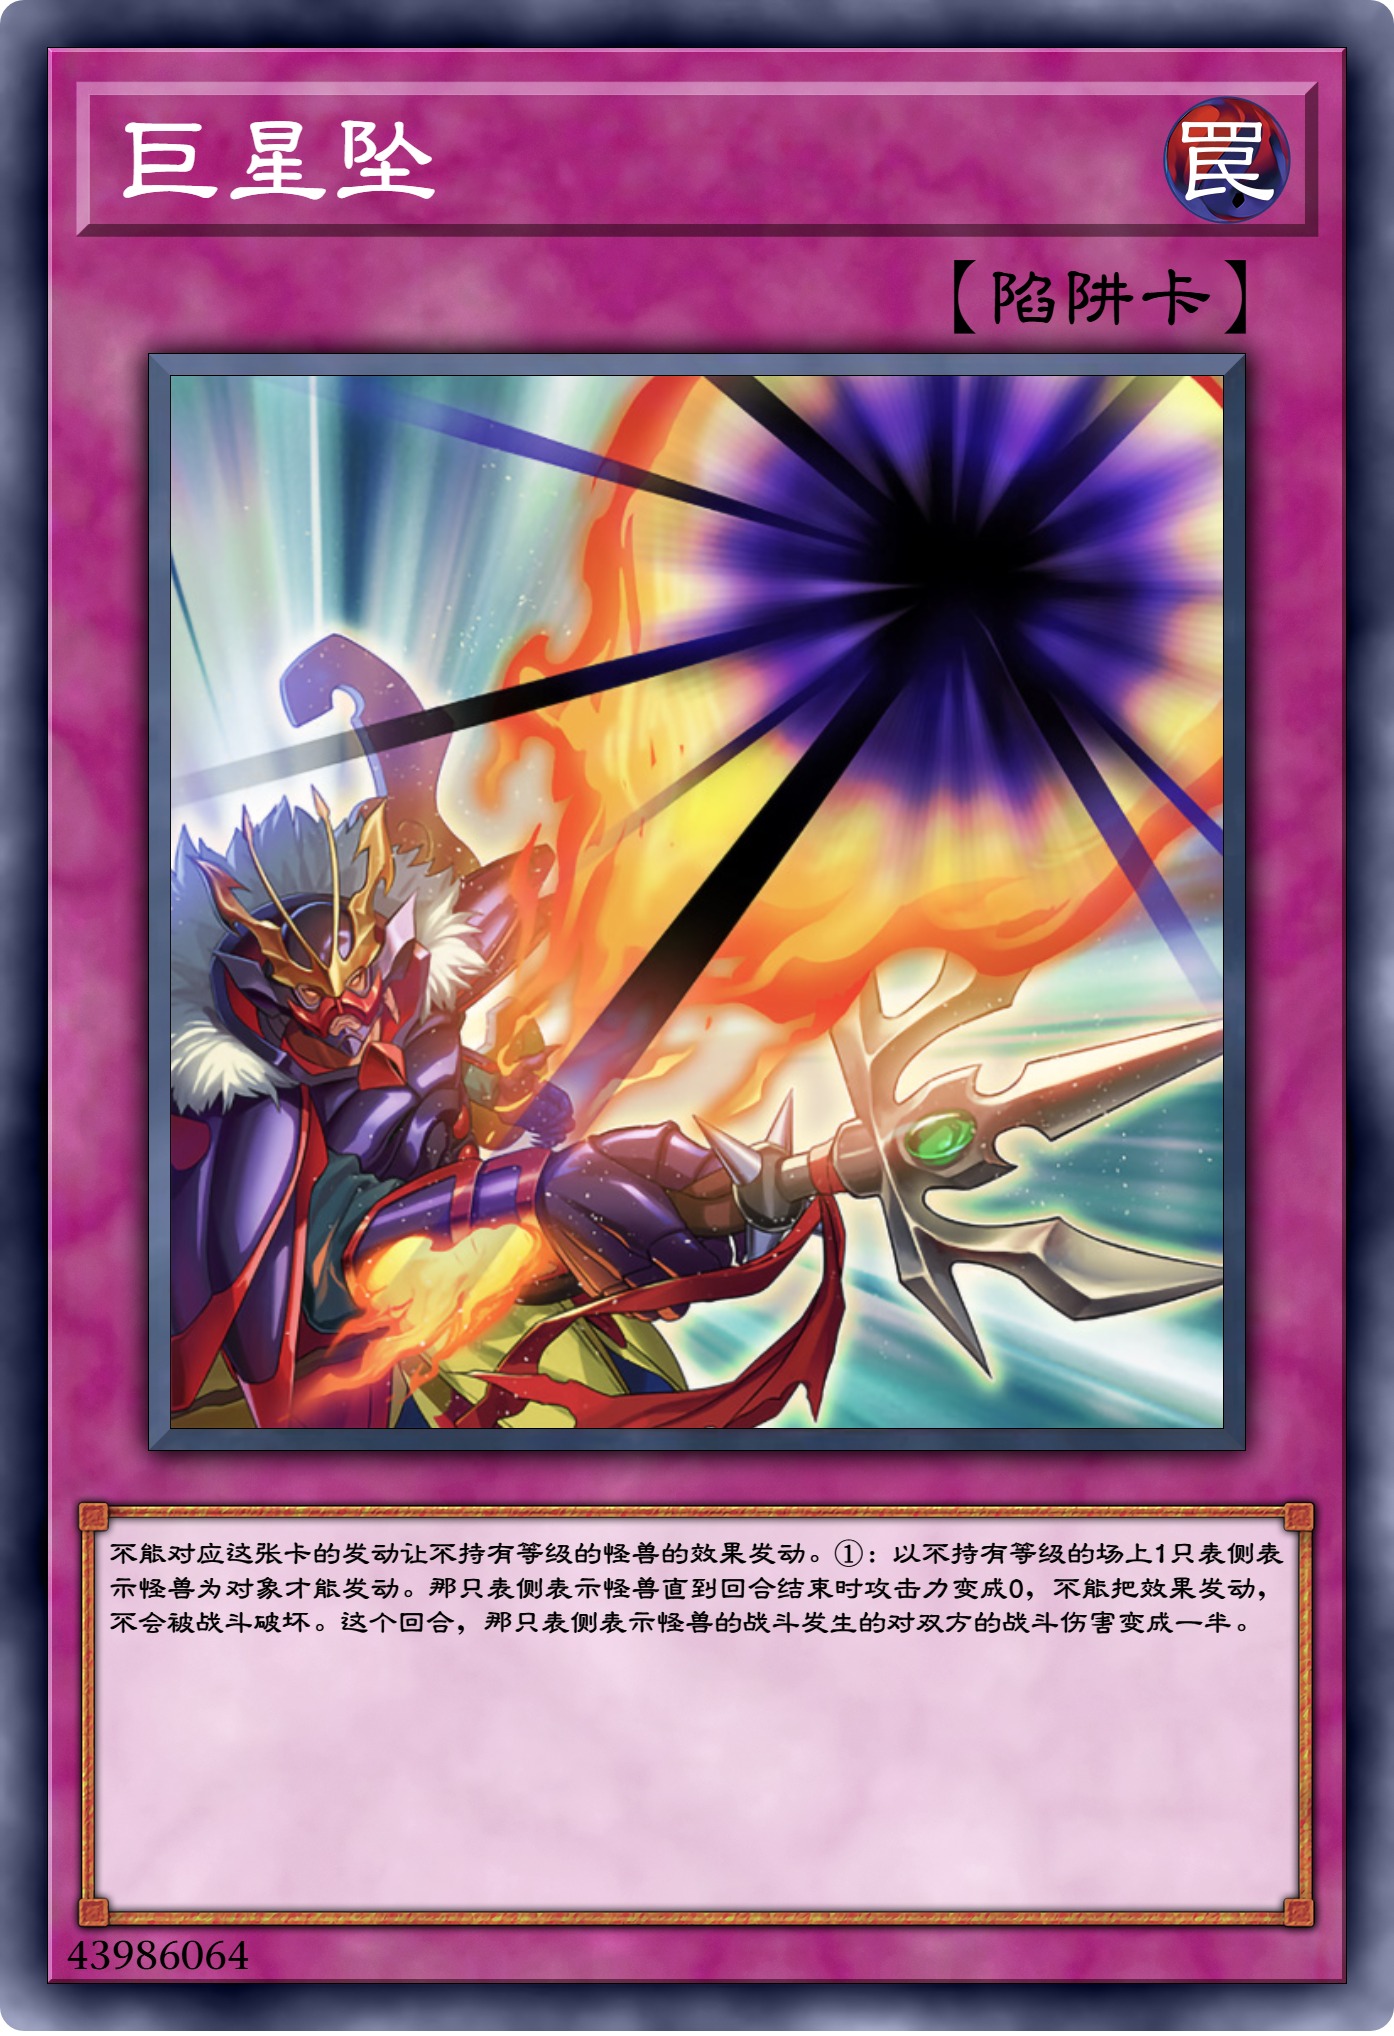 巨星坠
罠
【陷阱卡】
不能对应这张卡的发动让不持有等级的怪兽的效果发动。①：以不持有等级的场上1只表侧表
示怪兽为对象才能发动。那只表侧表示怪兽直到回合结束时攻击力变成0，不能把效果发动，
不会被战斗破坏。这个回合，那只表侧表示怪兽的战斗发生的对双方的战斗伤害变成一半。
43986064